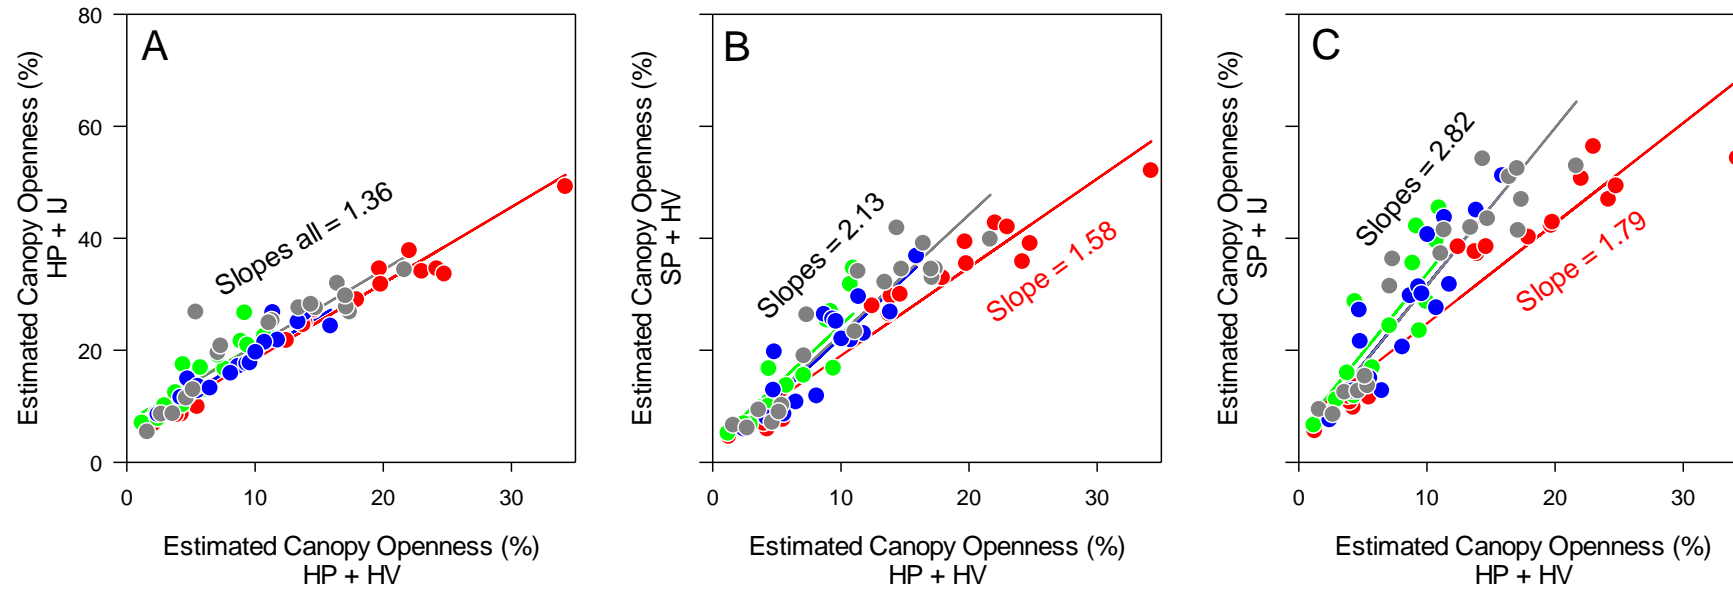 A
B
C
80
60
40
20
0
Estimated Canopy Openness (%)
HP + IJ
Slopes all = 1.36
0
10
20
30
Estimated Canopy Openness (%)
HP + HV
Estimated Canopy Openness (%)
SP + HV
Slopes = 2.13
Slope = 1.58
0
10
20
30
Estimated Canopy Openness (%)
HP + HV
Estimated Canopy Openness (%)
SP + IJ
Slopes = 2.82
Slope = 1.79
0
10
20
30
Estimated Canopy Openness (%)
HP + HV